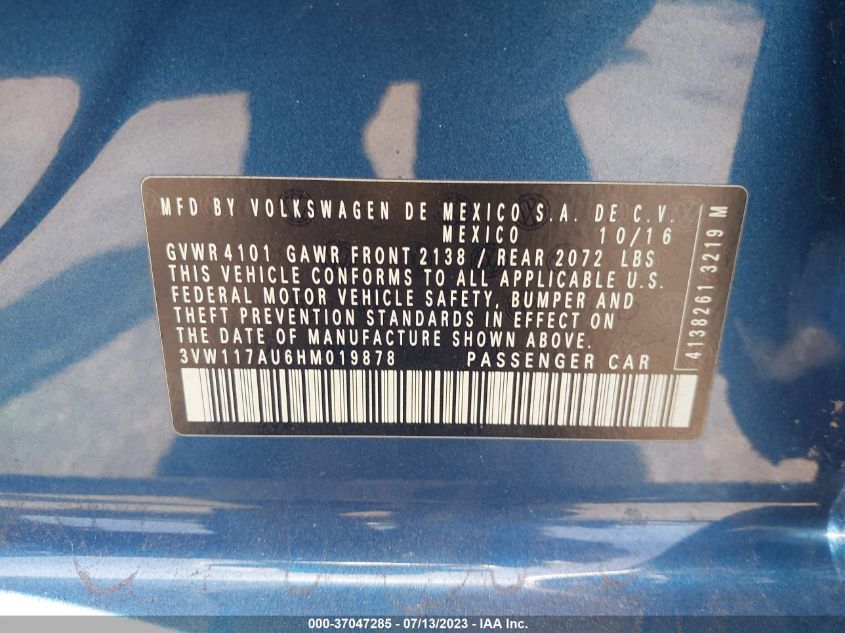 MFD BY VOLKSWAGEN DE MEXICO S.A. DE C.V.
MEXICO 10/16
GVWR 4101 GAWR FRONT 2138 / REAR 2072 LBS
THIS VEHICLE CONFORMS TO ALL APPLICABLE U.S.
FEDERAL MOTOR VEHICLE SAFETY, BUMPER AND
THEFT PREVENTION STANDARDS IN EFFECT ON
THE DATE OF MANUFACTURE SHOWN ABOVE.
3VW117AU6HM019878 PASSENGER CAR
4138261 3219 M
000-37047285 - 07/13/2023 - IAA Inc.